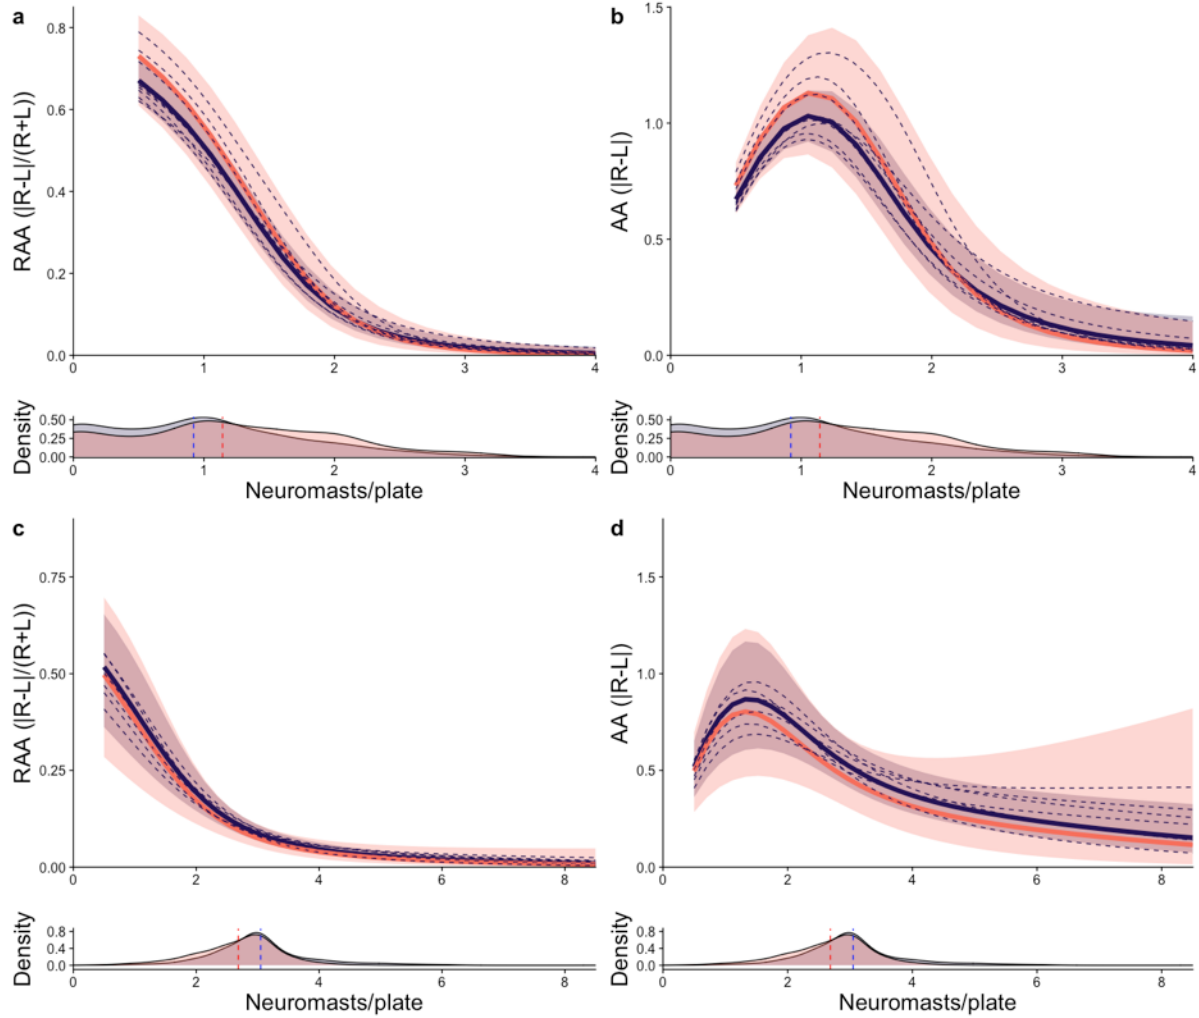 a
RAA (|R-L|/(R+L))
0.8
0.6
0.4
0.2
0.0
0 1 2 3 4
Density
0.50
0.25
0.00
0 1 2 3 4
Neuromasts/plate
b
AA (|R-L|)
1.5
1.0
0.5
0.0
0 1 2 3 4
Density
0.50
0.25
0.00
0 1 2 3 4
Neuromasts/plate
c
RAA (|R-L|/(R+L))
0.75
0.50
0.25
0.00
0 2 4 6 8
Density
0.8
0.4
0.0
0 2 4 6 8
Neuromasts/plate
d
AA (|R-L|)
1.5
1.0
0.5
0.0
0 2 4 6 8
Density
0.8
0.4
0.0
0 2 4 6 8
Neuromasts/plate